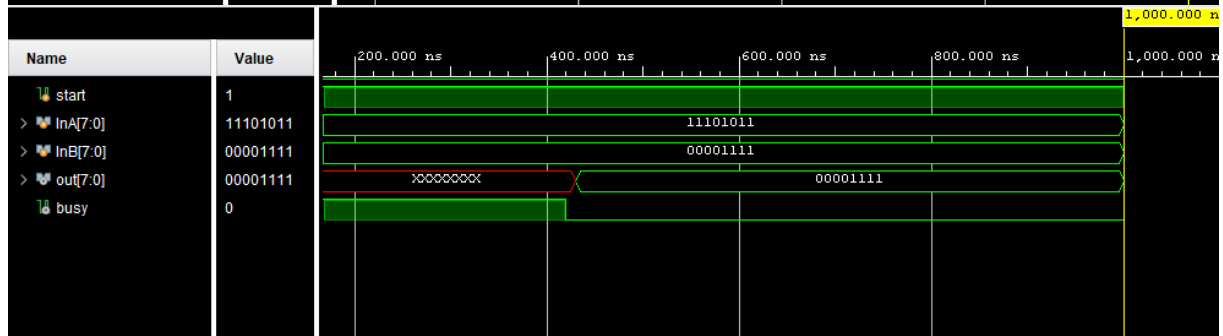 1,000.000 n
Name Value 200.000 ns 400.000 ns 600.000 ns 800.000 ns 1,000.000 n
start 1
InA[7:0] 11101011 11101011
InB[7:0] 00001111 00001111
out[7:0] 00001111 XXXXXXXX 00001111
busy 0